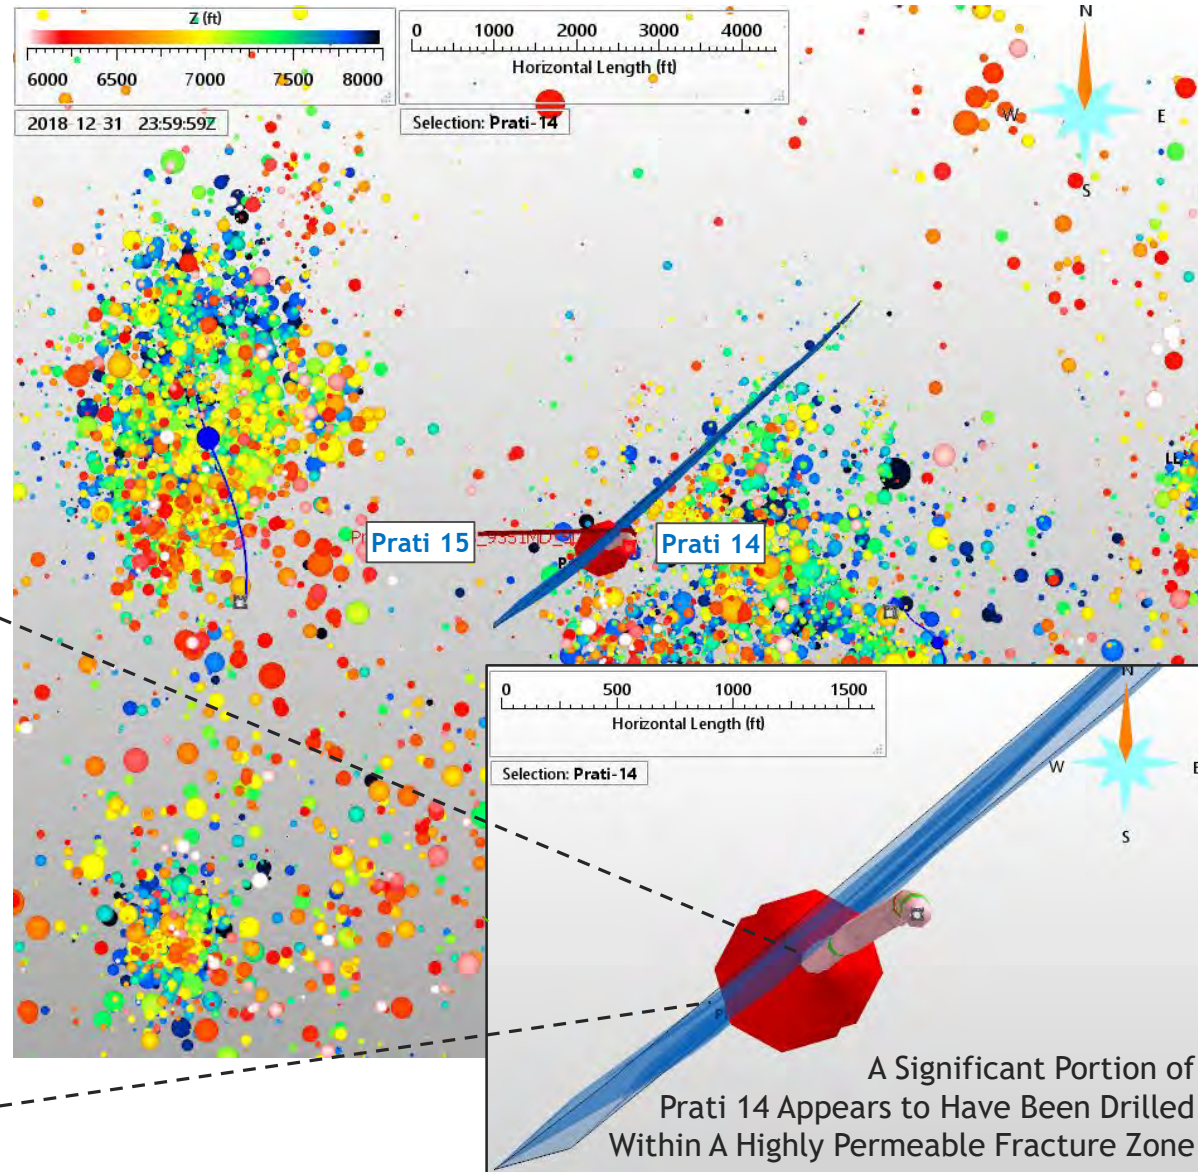 Z (ft)
6000 6500 7000 7500 8000
2018-12-31 23:59:59Z
0 1000 2000 3000 4000
Horizontal Length (ft)
Selection: Prati-14
N
W E
S
LE
Prati 15
_9551MD_
Prati 14
P
0 500 1000 1500
Horizontal Length (ft)
Selection: Prati-14
N
W E
S
P
A Significant Portion of
Prati 14 Appears to Have Been Drilled
Within A Highly Permeable Fracture Zone